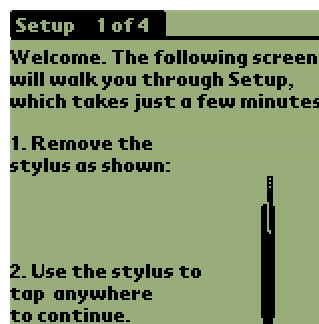 Setup 1 of 4
Welcome. The following screen
will walk you through Setup,
which takes just a few minutes
1. Remove the
stylus as shown:
2. Use the stylus to
tap anywhere
to continue.